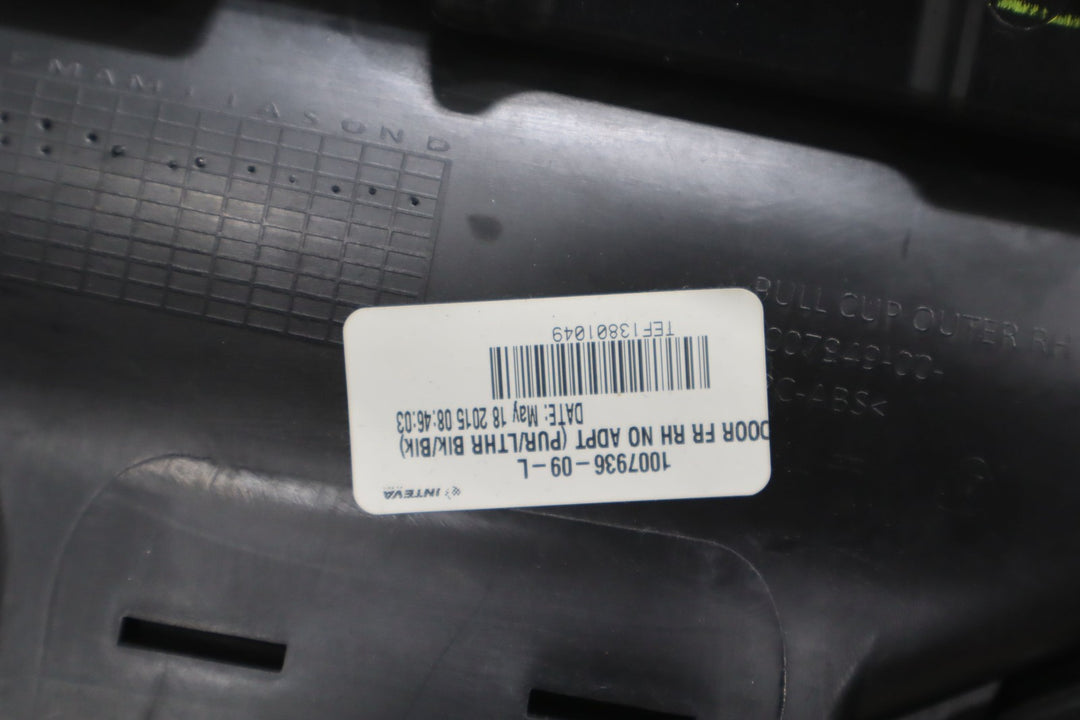 F M A M J J A S O N D
PULL CUP OUTER RH
INTEVA
1007936-09-L
DOOR FR RH NO ADPT (PUR/LTHR Blk/Blk)
DATE: May 18 2015 08:46:03
TEF13801049